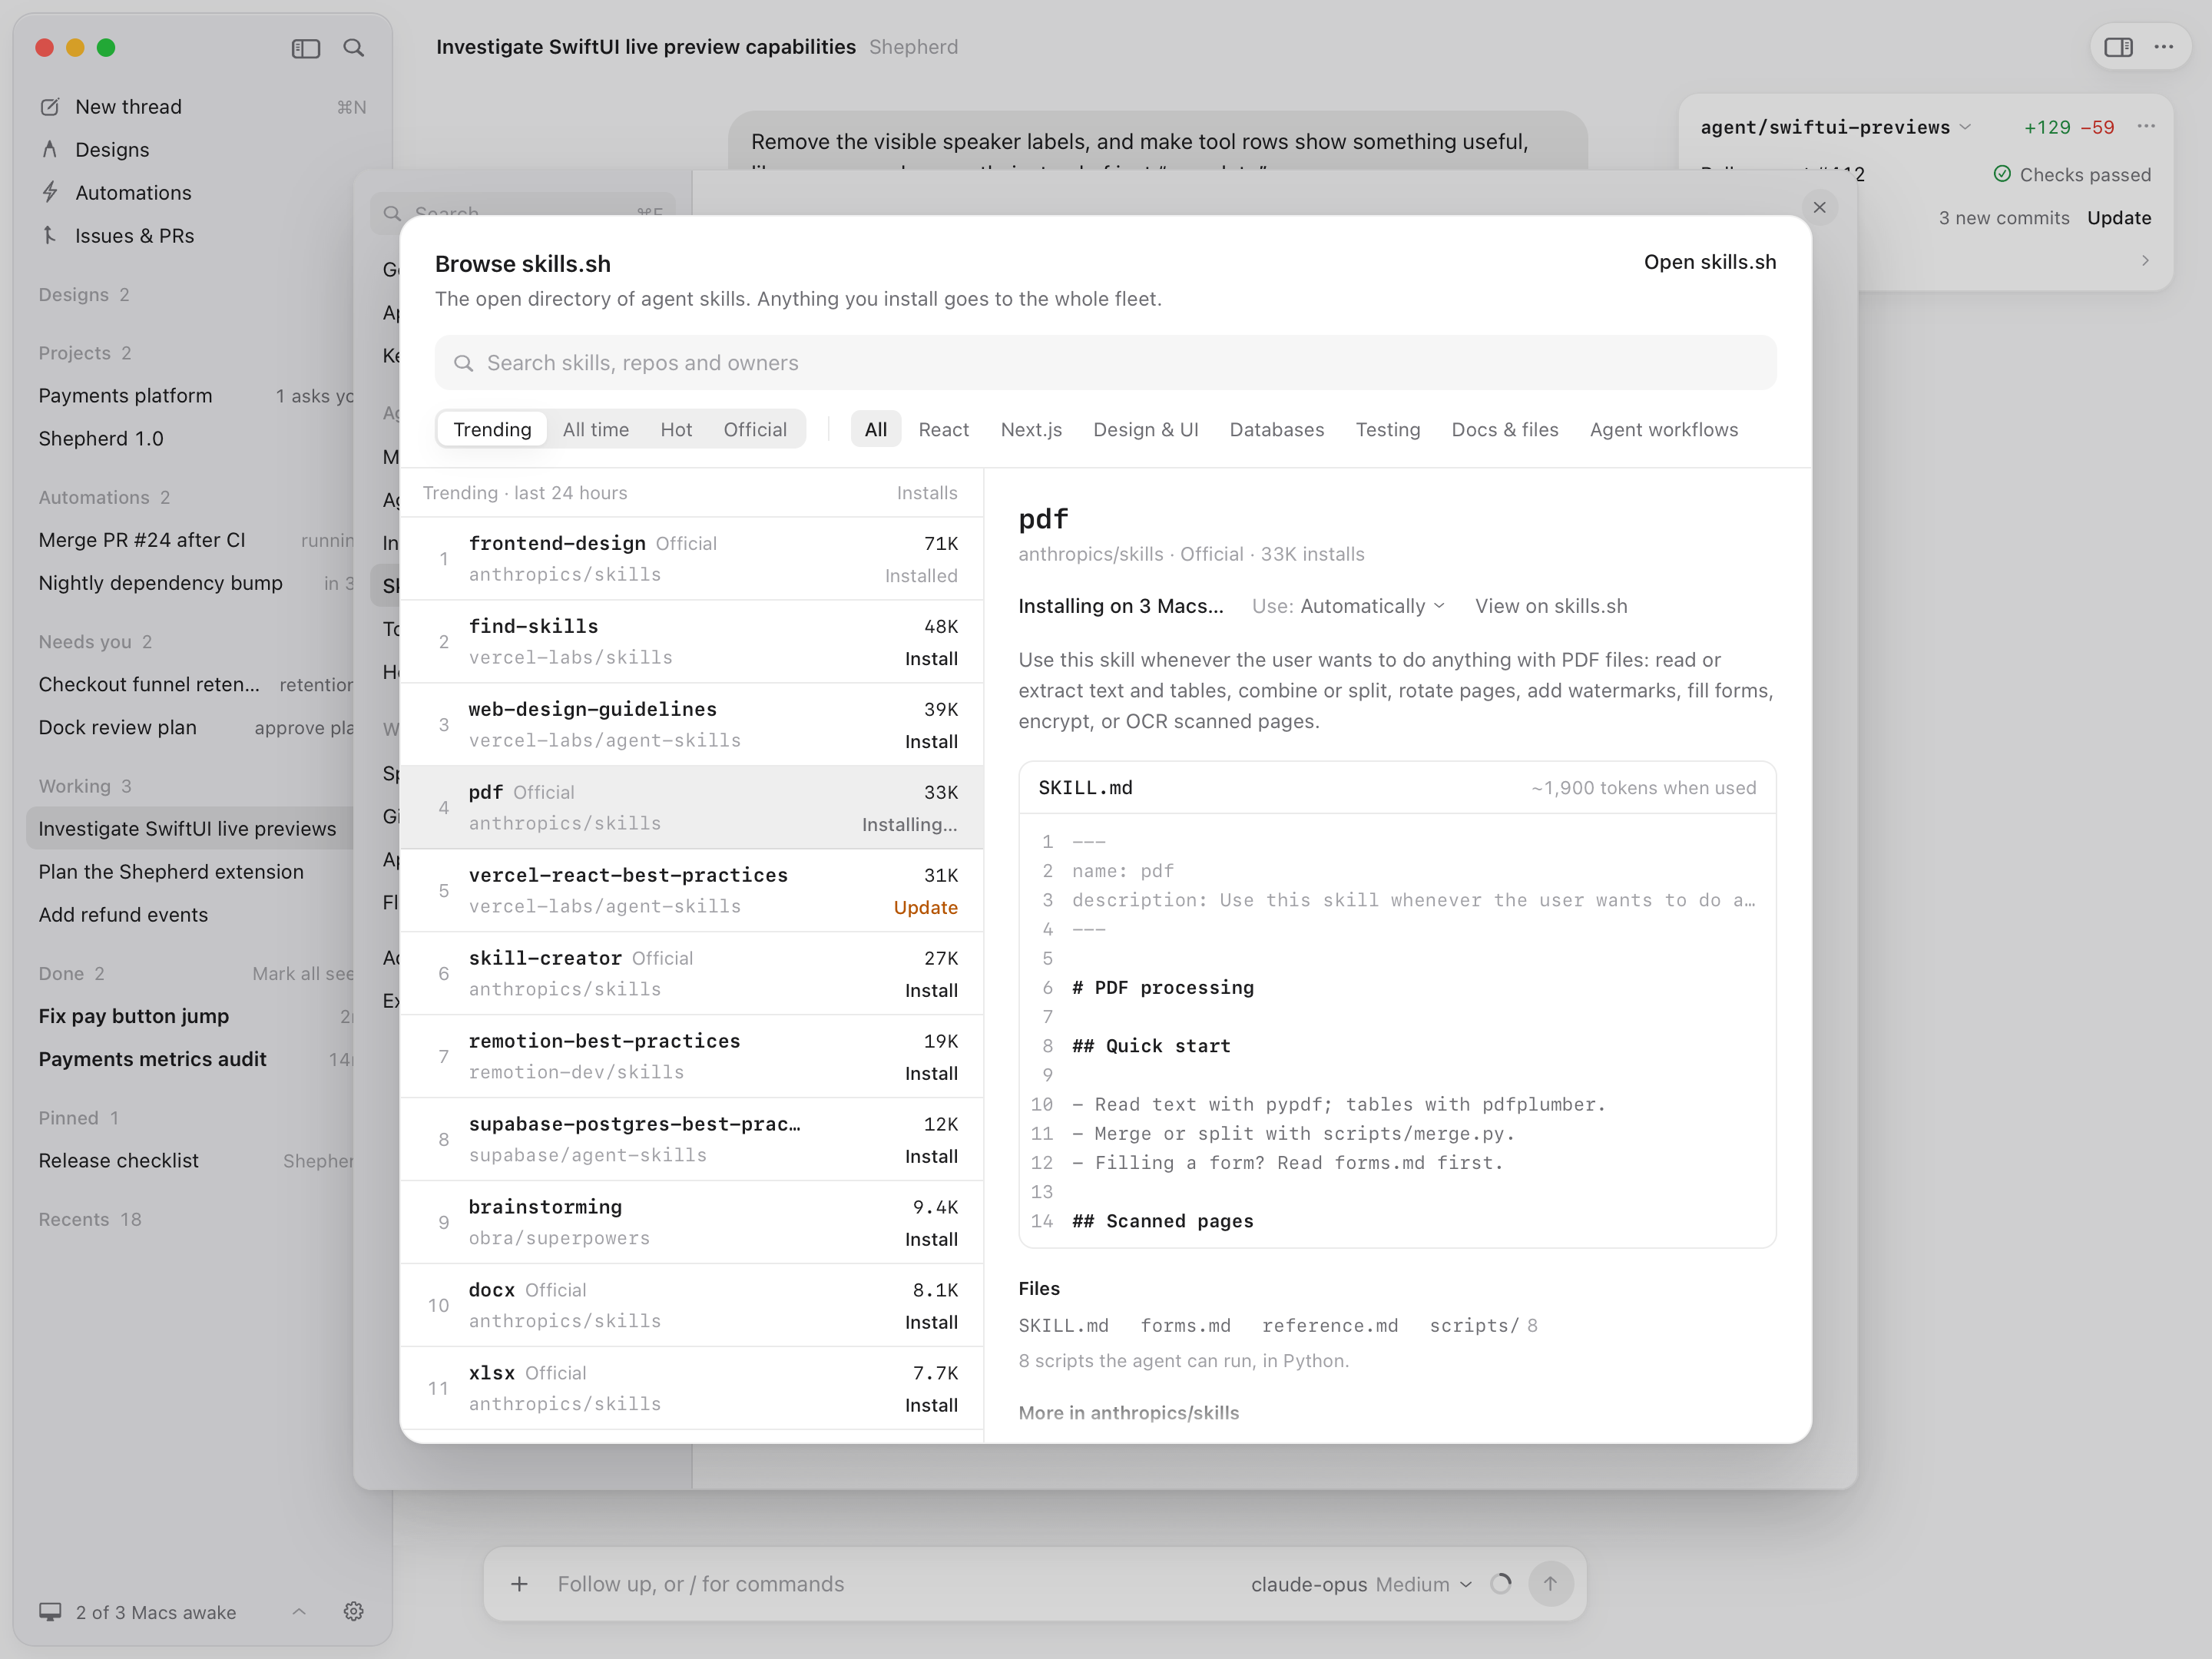 Investigate SwiftUI live preview capabilities Shepherd
New thread ⌘N
Designs
Automations
Issues & PRs
Designs 2
Projects 2
Payments platform 1 asks yo
Shepherd 1.0
Automations 2
Merge PR #24 after CI runnin
Nightly dependency bump in 3
Needs you 2
Checkout funnel reten... retention
Dock review plan approve pla
Working 3
Investigate SwiftUI live previews
Plan the Shepherd extension
Add refund events
Done 2 Mark all see
Fix pay button jump 2
Payments metrics audit 14
Pinned 1
Release checklist Shepher
Recents 18
2 of 3 Macs awake
Remove the visible speaker labels, and make tool rows show something useful,
agent/swiftui-previews +129 −59
Checks passed
3 new commits Update
Search ⌘F
Browse skills.sh
Open skills.sh
The open directory of agent skills. Anything you install goes to the whole fleet.
Search skills, repos and owners
Trending All time Hot Official All React Next.js Design & UI Databases Testing Docs & files Agent workflows
Trending · last 24 hours Installs
1 frontend-design Official 71K
anthropics/skills Installed
2 find-skills 48K
vercel-labs/skills Install
3 web-design-guidelines 39K
vercel-labs/agent-skills Install
4 pdf Official 33K
anthropics/skills Installing...
5 vercel-react-best-practices 31K
vercel-labs/agent-skills Update
6 skill-creator Official 27K
anthropics/skills Install
7 remotion-best-practices 19K
remotion-dev/skills Install
8 supabase-postgres-best-prac… 12K
supabase/agent-skills Install
9 brainstorming 9.4K
obra/superpowers Install
10 docx Official 8.1K
anthropics/skills Install
11 xlsx Official 7.7K
anthropics/skills Install
pdf
anthropics/skills · Official · 33K installs
Installing on 3 Macs... Use: Automatically View on skills.sh
Use this skill whenever the user wants to do anything with PDF files: read or
extract text and tables, combine or split, rotate pages, add watermarks, fill forms,
encrypt, or OCR scanned pages.
SKILL.md ~1,900 tokens when used
1 ---
2 name: pdf
3 description: Use this skill whenever the user wants to do a…
4 ---
5
6 # PDF processing
7
8 ## Quick start
9
10 - Read text with pypdf; tables with pdfplumber.
11 - Merge or split with scripts/merge.py.
12 - Filling a form? Read forms.md first.
13
14 ## Scanned pages
Files
SKILL.md forms.md reference.md scripts/ 8
8 scripts the agent can run, in Python.
More in anthropics/skills
Follow up, or / for commands claude-opus Medium